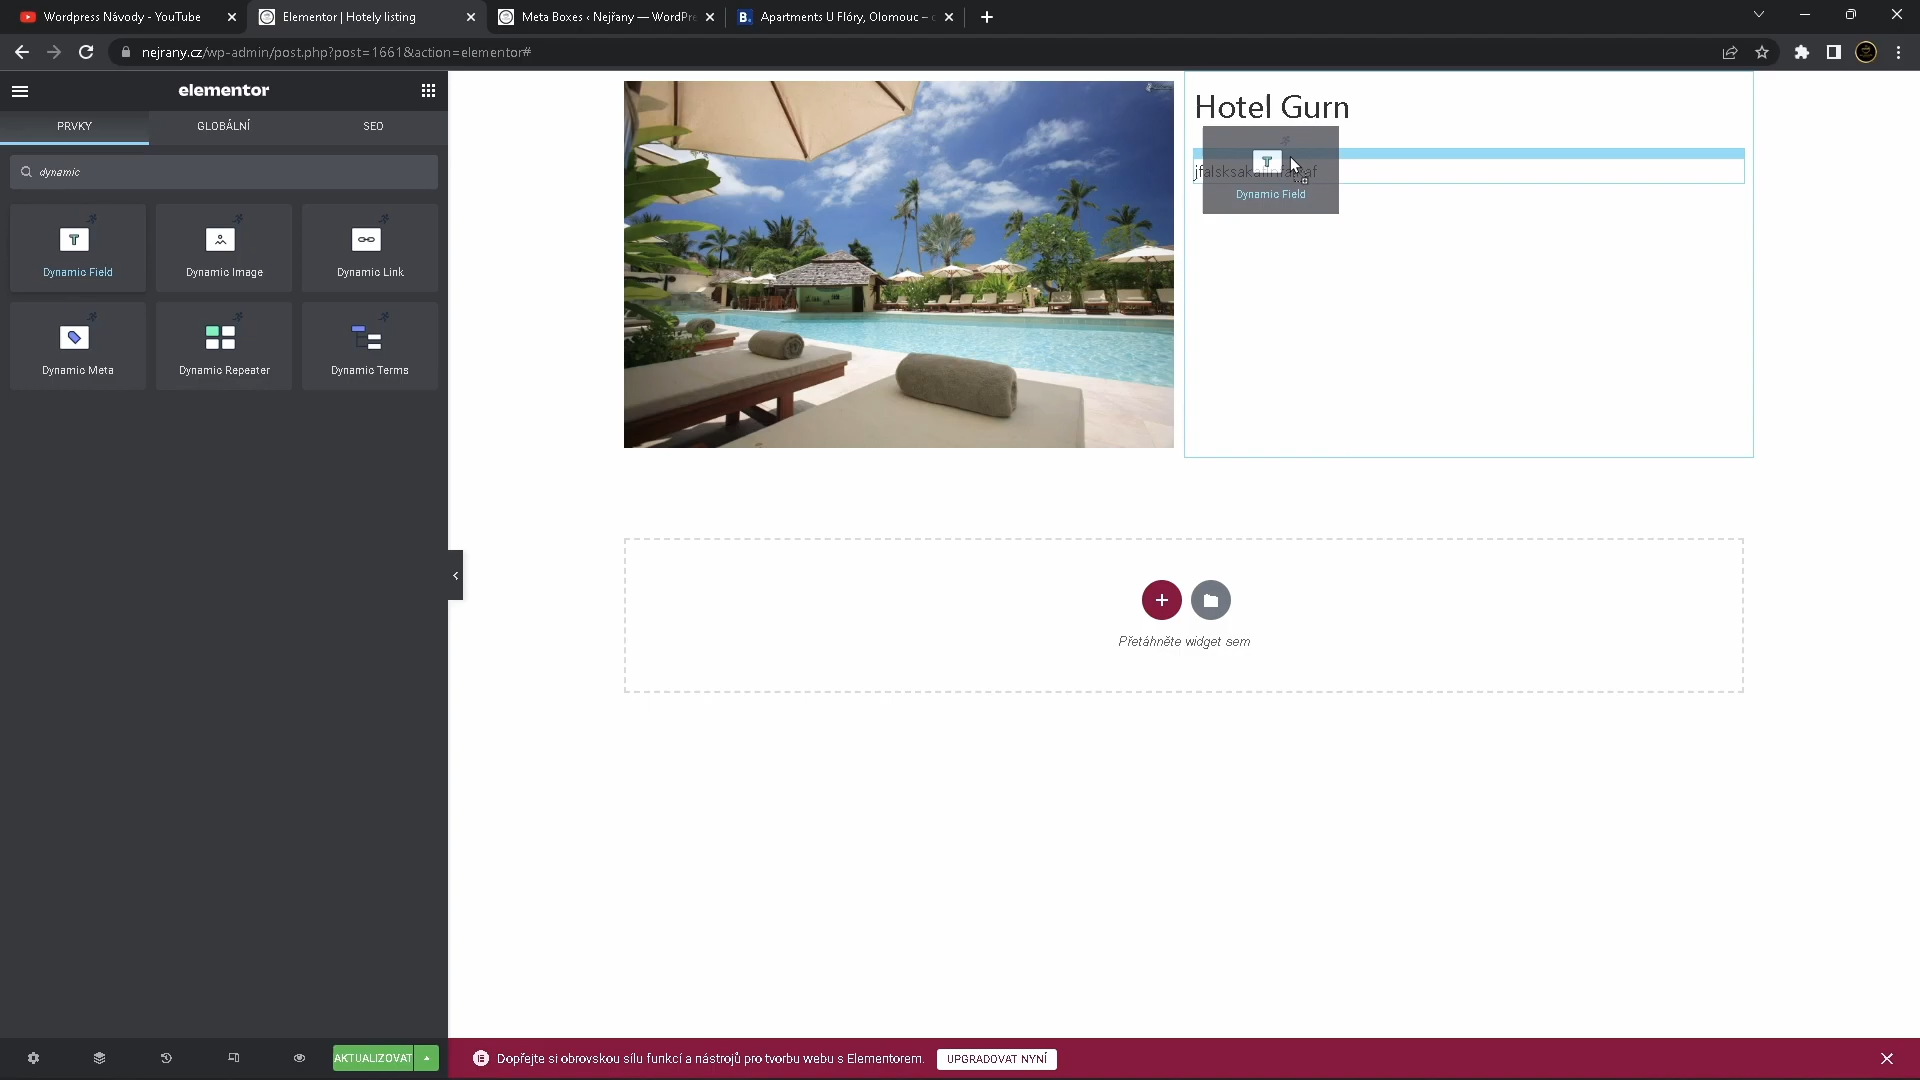 Wordpress Návody - YouTube
Elementor | Hotely listing
Meta Boxes ‹ Nejřany — WordPre
B. Apartments U Flóry, Olomouc –
nejrany.cz/wp-admin/post.php?post=1661&action=elementor#
elementor
PRVKY
GLOBÁLNÍ
SEO
dynamic
Dynamic Field
Dynamic Image
Dynamic Link
Dynamic Meta
Dynamic Repeater
Dynamic Terms
AKTUALIZOVAT
Hotel Gurn
Dynamic Field
Přetáhněte widget sem
Dopřejte si obrovskou sílu funkcí a nástrojů pro tvorbu webu s Elementorem.
UPGRADOVAT NYNÍ